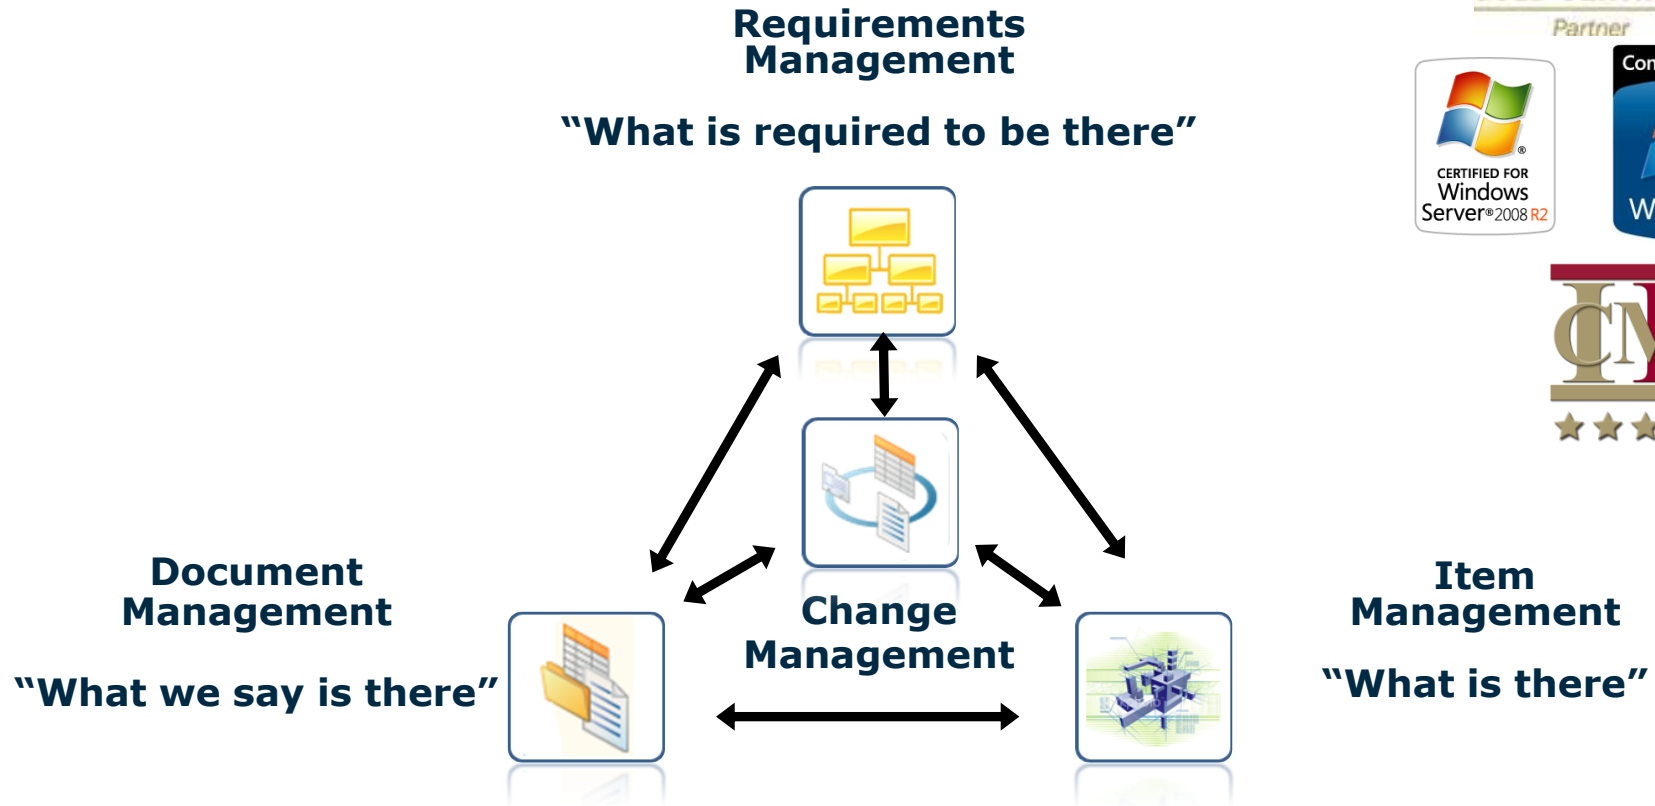 Requirements
Management
“What is required to be there”
Partner
CERTIFIED FOR
Windows
Server®2008 R2
Document
Management
“What we say is there”
Change
Management
Item
Management
“What is there”